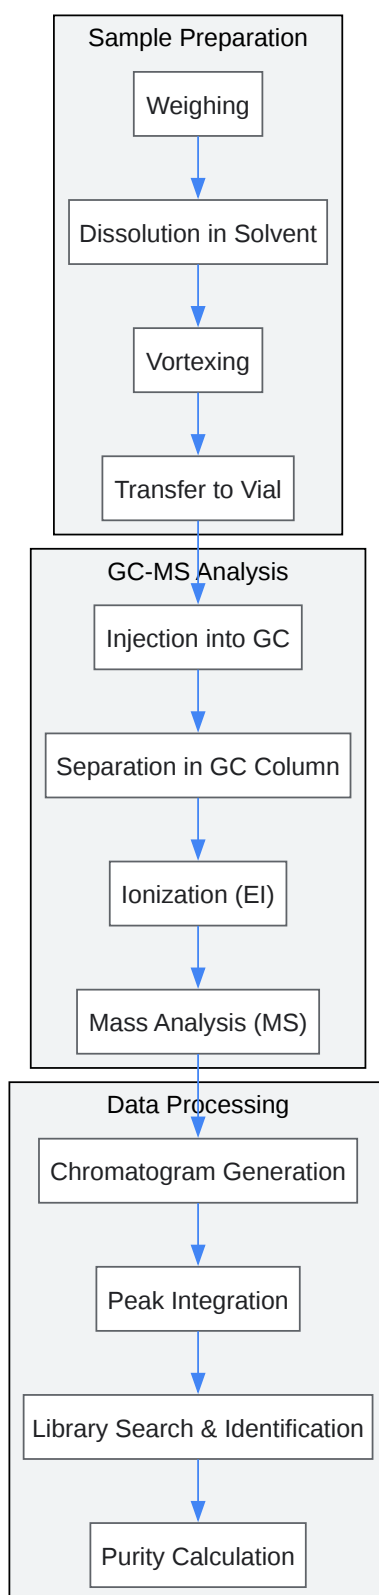 Sample Preparation
Weighing
Dissolution in Solvent
Vortexing
Transfer to Vial
GC-MS Analysis
Injection into GC
Separation in GC Column
Ionization (EI)
Mass Analysis (MS)
Data Processing
Chromatogram Generation
Peak Integration
Library Search & Identification
Purity Calculation